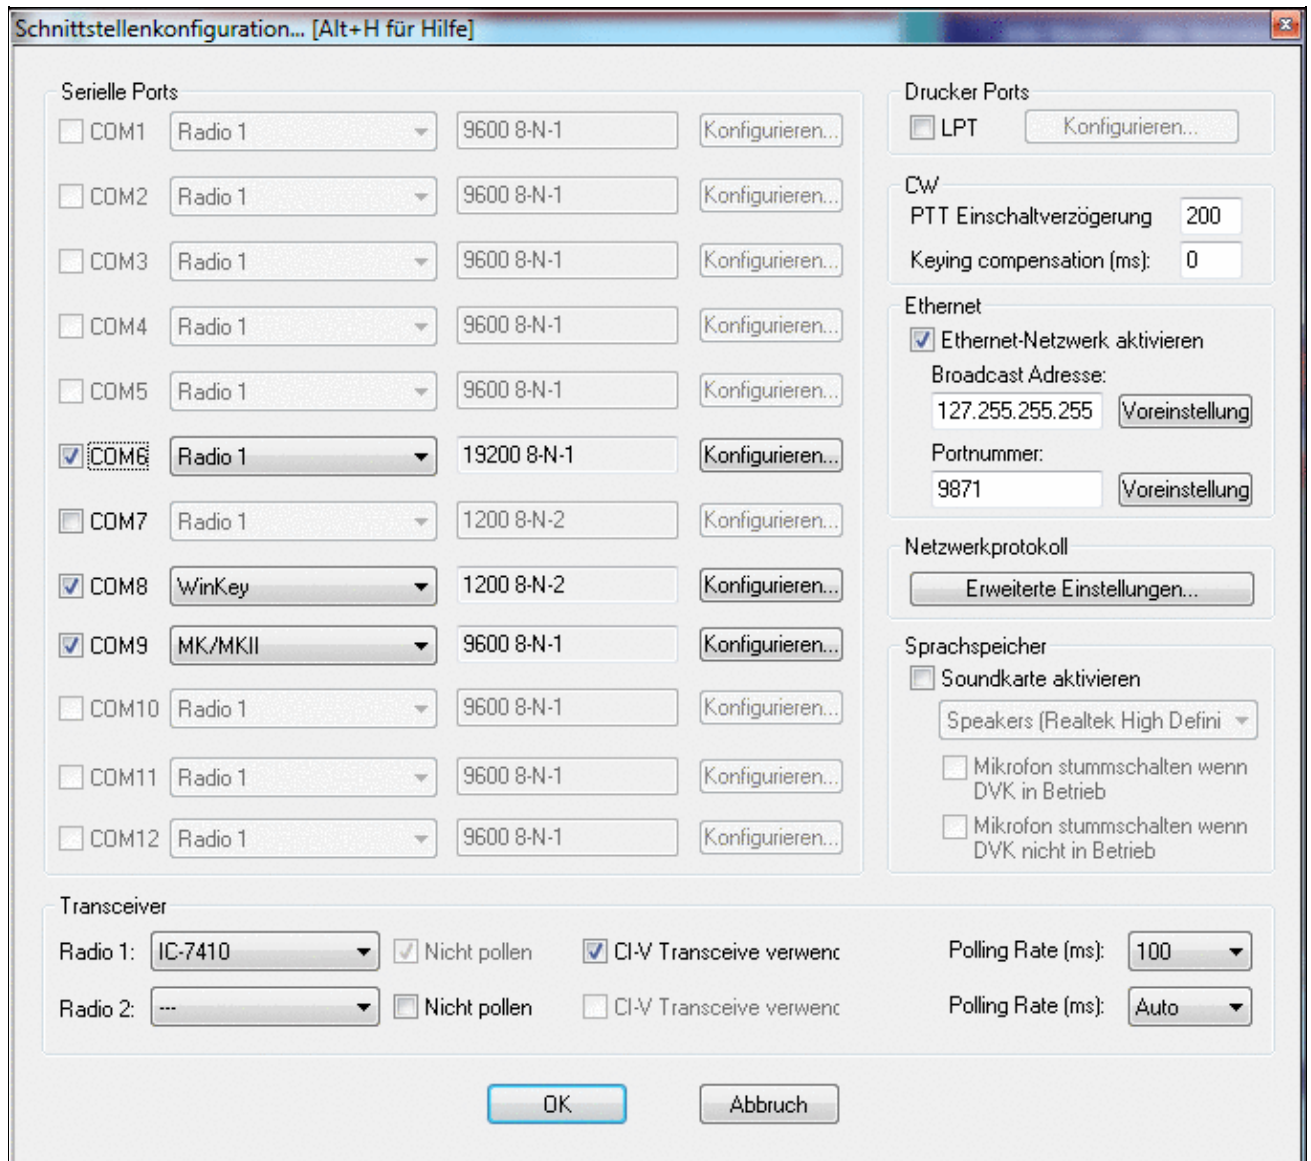 Schnittstellenkonfiguration... [Alt+H für Hilfe]
Serielle Ports
COM1 Radio 1 9600 8-N-1 Konfigurieren...
COM2 Radio 1 9600 8-N-1 Konfigurieren...
COM3 Radio 1 9600 8-N-1 Konfigurieren...
COM4 Radio 1 9600 8-N-1 Konfigurieren...
COM5 Radio 1 9600 8-N-1 Konfigurieren...
COM6 Radio 1 19200 8-N-1 Konfigurieren...
COM7 Radio 1 1200 8-N-2 Konfigurieren...
COM8 WinKey 1200 8-N-2 Konfigurieren...
COM9 MK/MKII 9600 8-N-1 Konfigurieren...
COM10 Radio 1 9600 8-N-1 Konfigurieren...
COM11 Radio 1 9600 8-N-1 Konfigurieren...
COM12 Radio 1 9600 8-N-1 Konfigurieren...
Drucker Ports
LPT Konfigurieren...
CW
PTT Einschaltverzögerung 200
Keying compensation (ms): 0
Ethernet
Ethernet-Netzwerk aktivieren
Broadcast Adresse:
127.255.255.255 Voreinstellung
Portnummer:
9871 Voreinstellung
Netzwerkprotokoll
Erweiterte Einstellungen...
Sprachspeicher
Soundkarte aktivieren
Speakers (Realtek High Defini
Mikrofon stummschalten wenn
DVK in Betrieb
Mikrofon stummschalten wenn
DVK nicht in Betrieb
Transceiver
Radio 1: IC-7410 Nicht pollen CI-V Transceive verwenc Polling Rate (ms): 100
Radio 2: --- Nicht pollen CI-V Transceive verwenc Polling Rate (ms): Auto
OK Abbruch